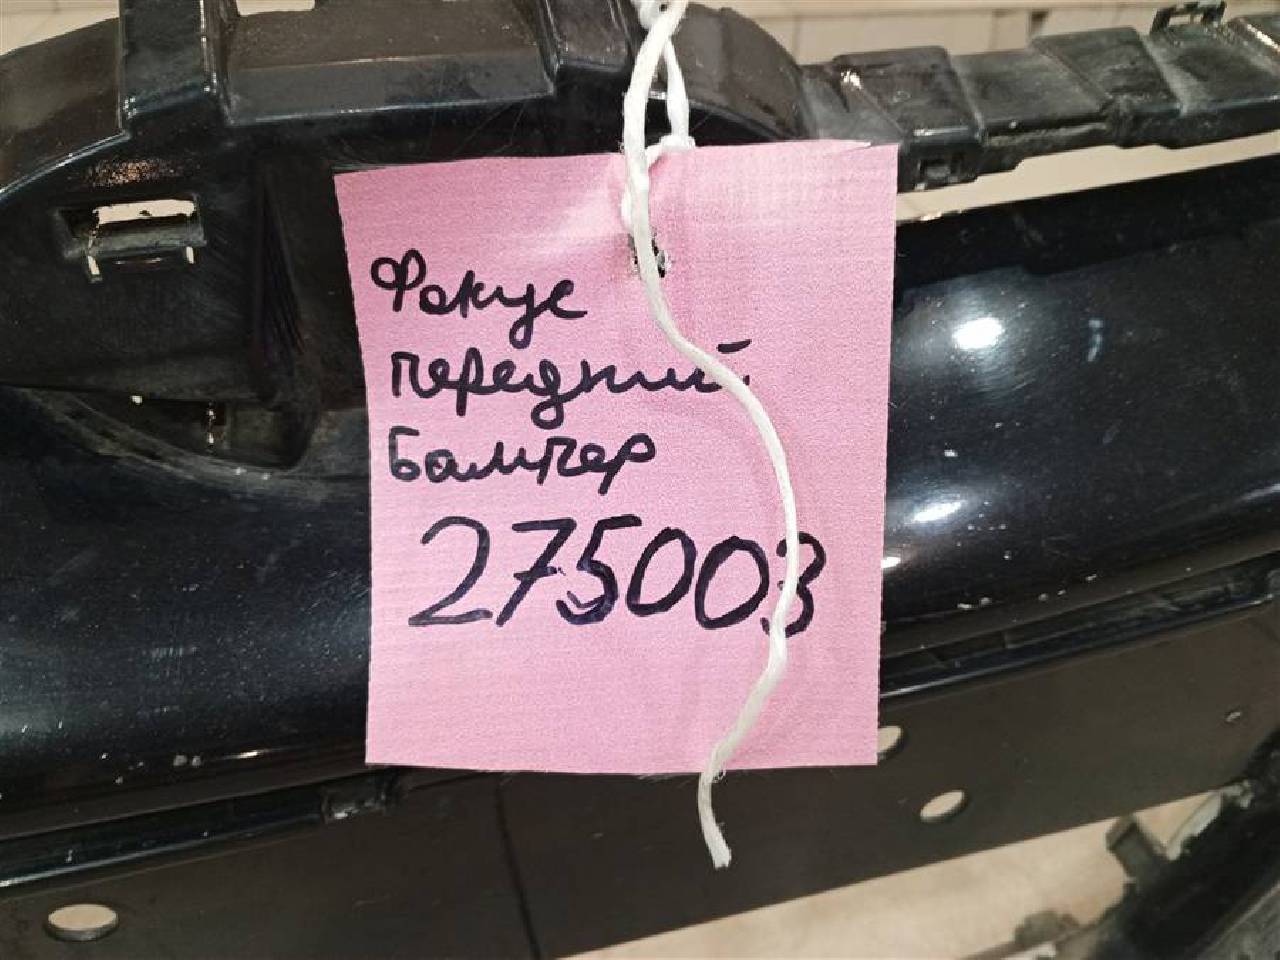 Фокус
передний
Бампер
275003